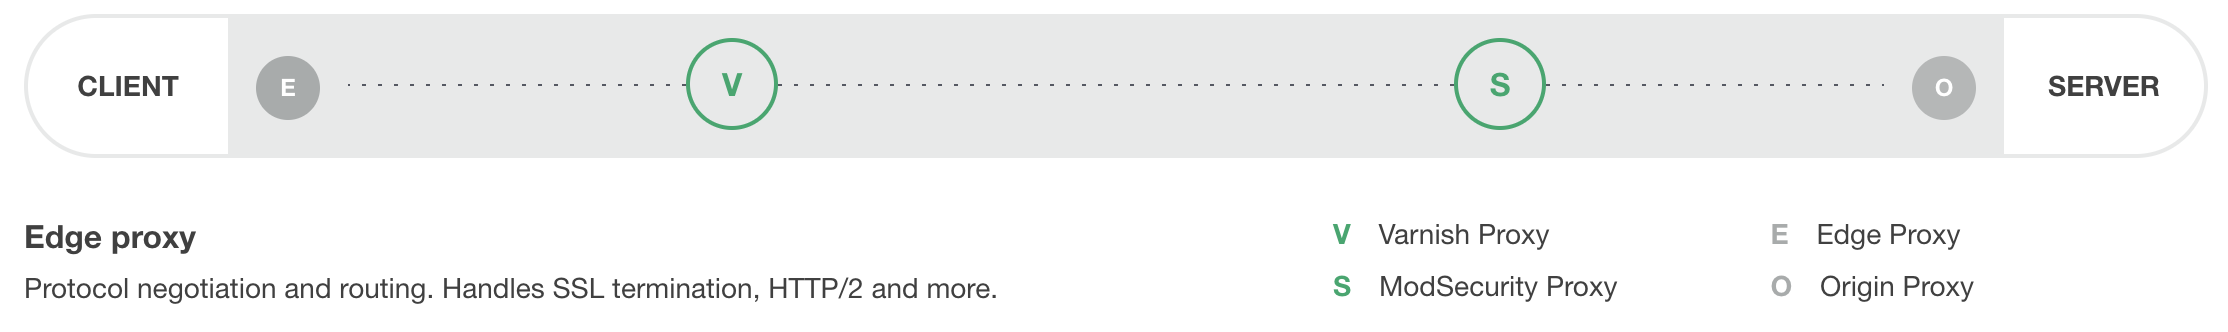 CLIENT E V S O SERVER
Edge proxy
Protocol negotiation and routing. Handles SSL termination, HTTP/2 and more.
V Varnish Proxy E Edge Proxy
S ModSecurity Proxy O Origin Proxy